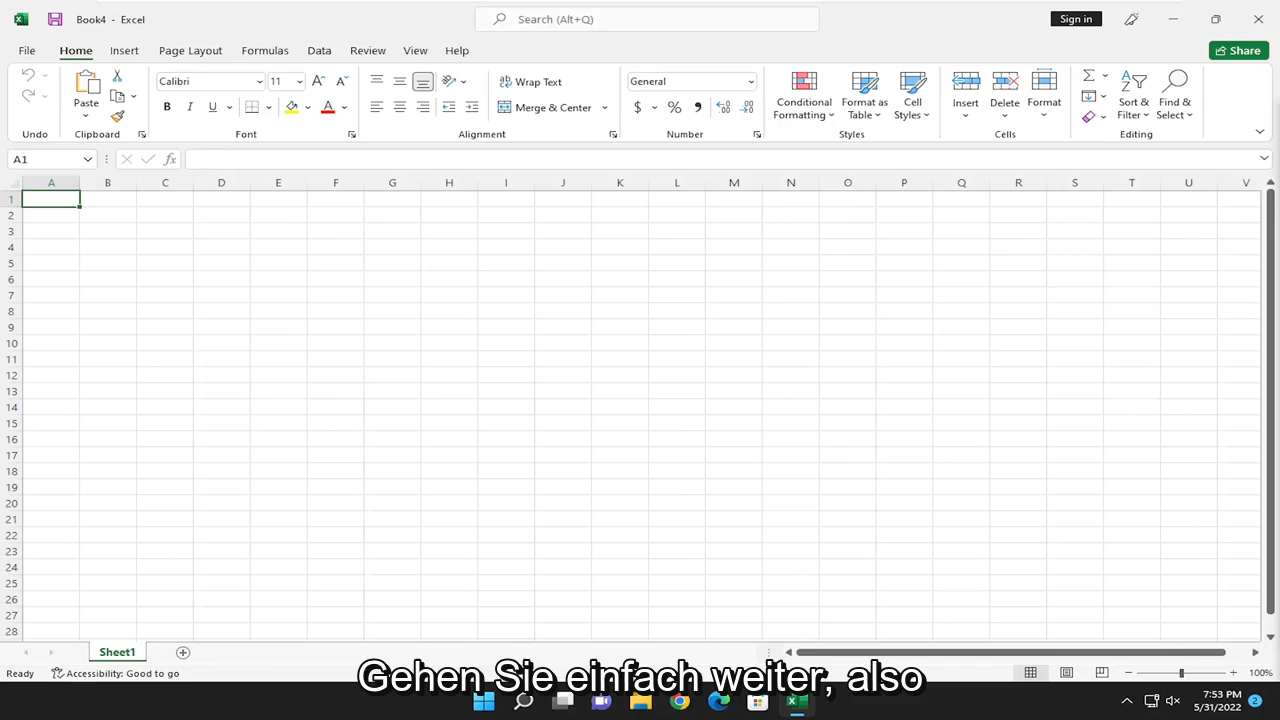 Book4 - Excel
Search (Alt+Q)
Sign in
File Home Insert Page Layout Formulas Data Review View Help
Share
Calibri 11
Wrap Text
General
Paste
B I U
Merge & Center
$ % 9
Conditional Formatting
Format as Table
Cell Styles
Insert Delete Format
Sort & Filter
Find & Select
Undo Clipboard Font Alignment Number Styles Cells Editing
A1
fx
A B C D E F G H I J K L M N O P Q R S T U V
1
2
3
4
5
6
7
8
9
10
11
12
13
14
15
16
17
18
19
20
21
22
23
24
25
26
27
28
Sheet1
Ready Accessibility: Good to go 100%
Gehen Sie einfach weiter, also
7:53 PM
5/31/2022
2